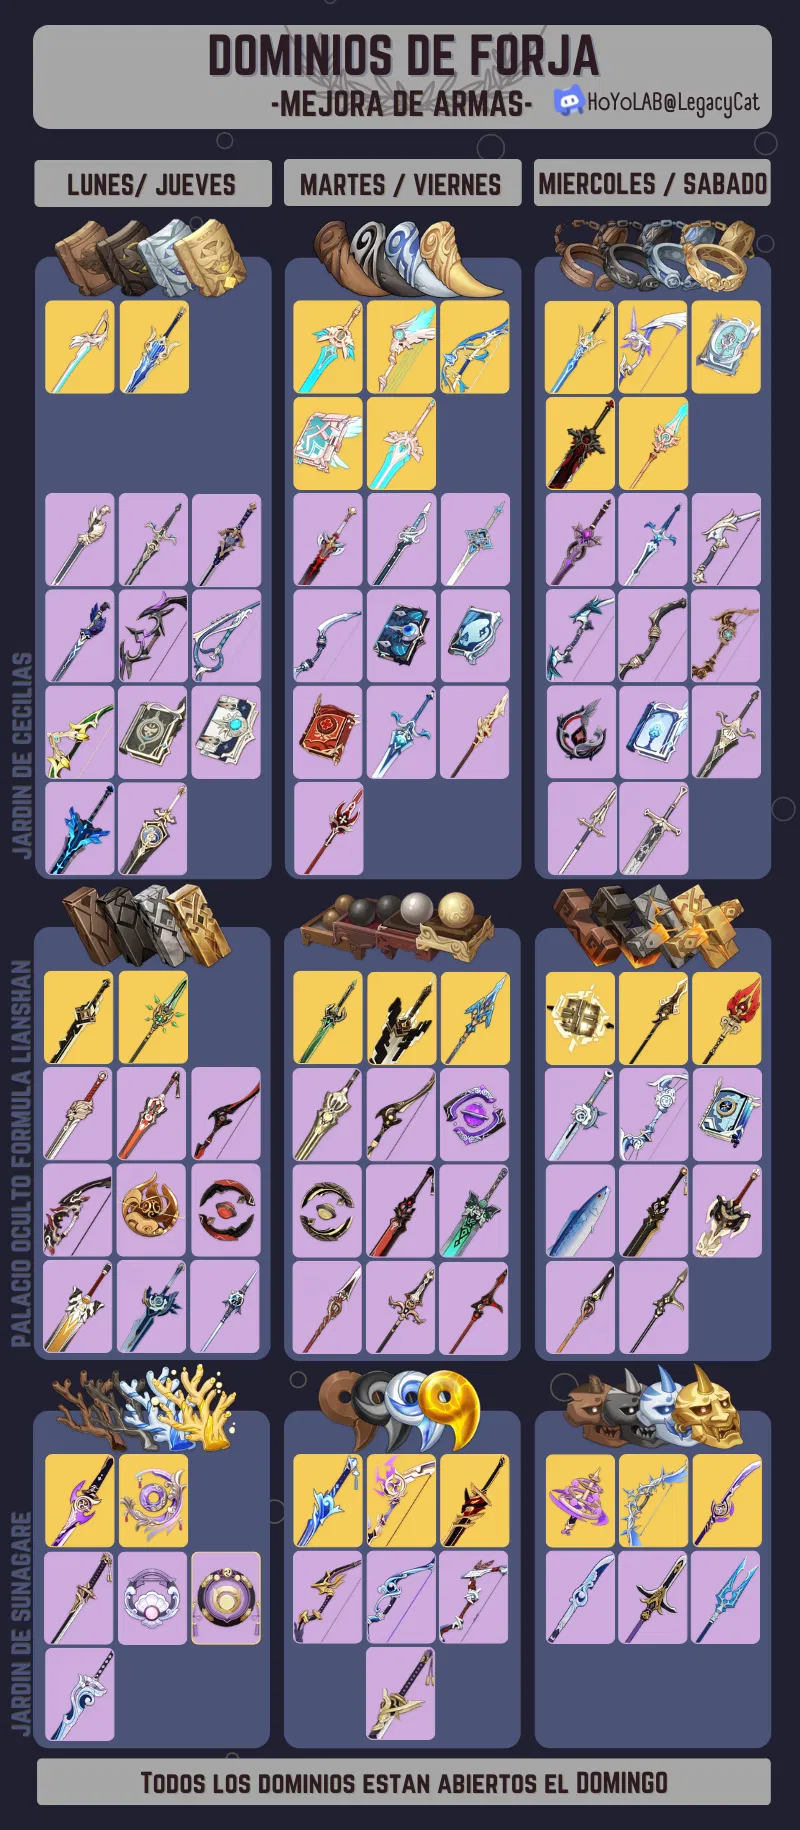 DOMINIOS DE FORJA
-MEJORA DE ARMAS-
HoYoLAB@LegacyCat
LUNES/ JUEVES
MARTES / VIERNES
MIERCOLES / SABADO
JARDIN DE CECILIAS
PALACIO OCULTO FORMULA LIANSHAN
JARDIN DE SUNAGARE
TODOS LOS DOMINIOS ESTAN ABIERTOS EL DOMINGO